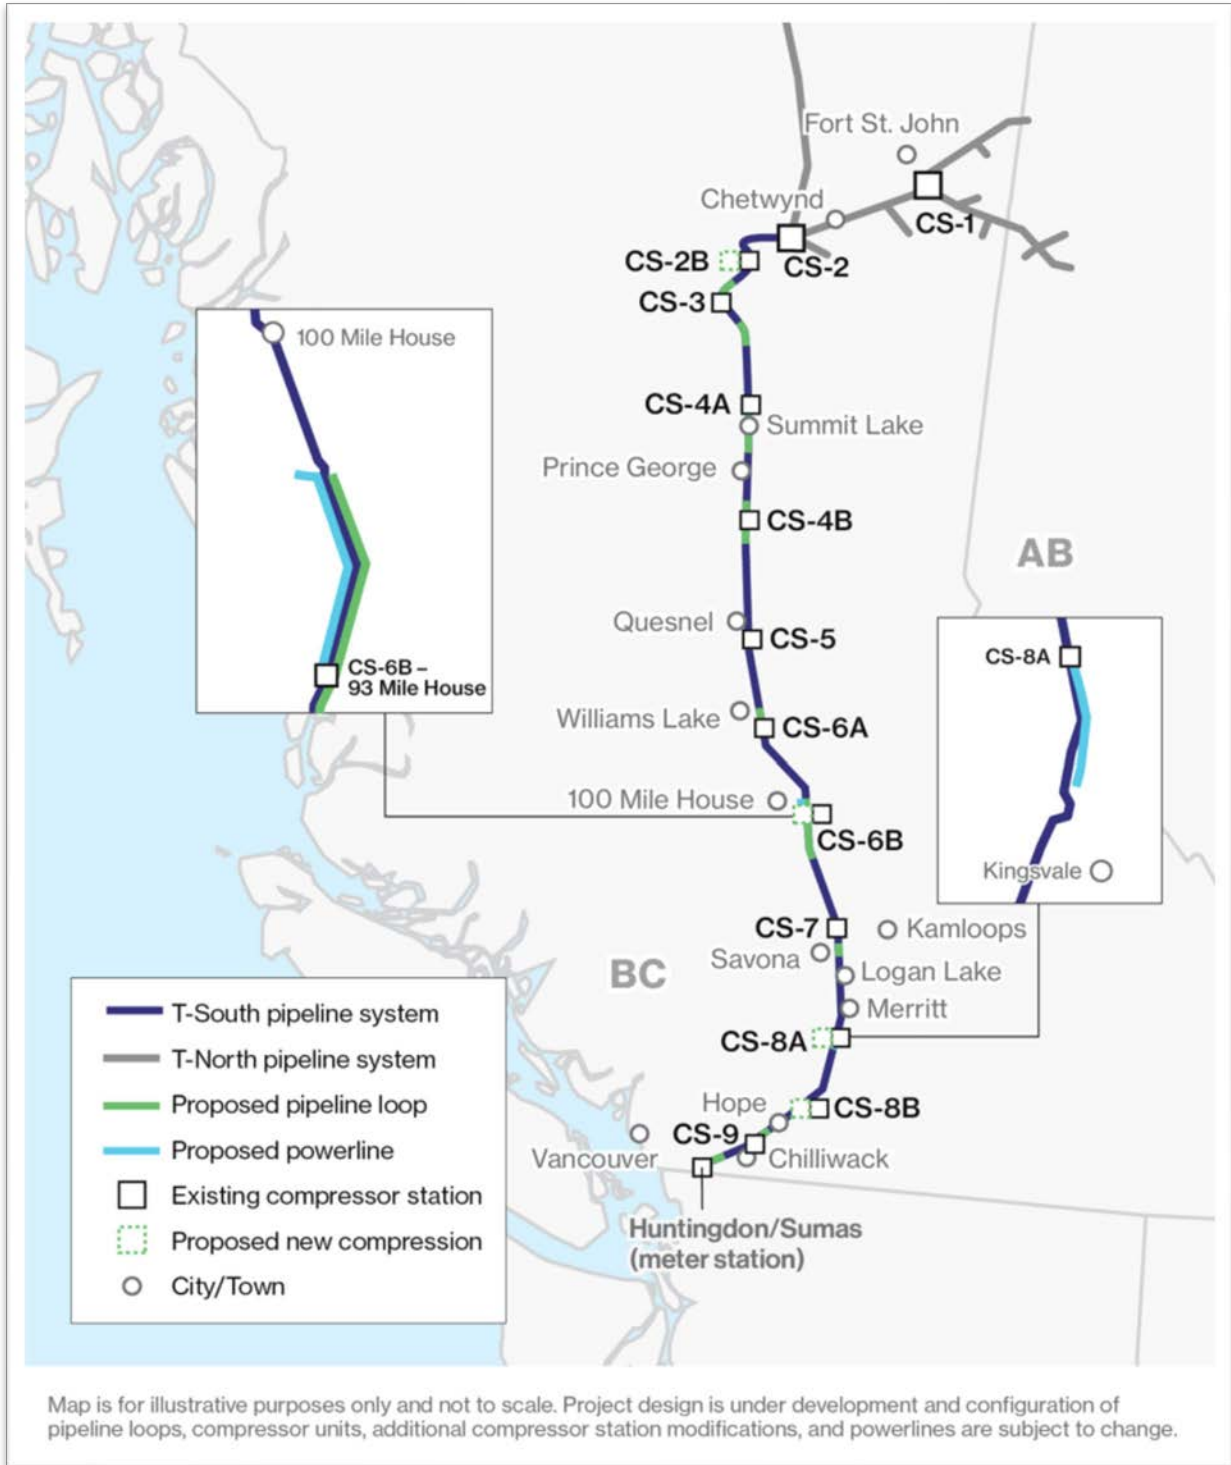 Fort St. John
Chetwynd
CS-1
CS-2B
CS-2
CS-3
100 Mile House
CS-4A
Summit Lake
Prince George
CS-4B
AB
Quesnel
CS-5
CS-8A
CS-6B –
93 Mile House
Williams Lake
CS-6A
100 Mile House
CS-6B
Kingsvale
CS-7
Kamloops
Savona
BC
Logan Lake
Merritt
CS-8A
Hope
CS-8B
CS-9
Vancouver
Chilliwack
Huntingdon/Sumas
(meter station)
T-South pipeline system
T-North pipeline system
Proposed pipeline loop
Proposed powerline
Existing compressor station
Proposed new compression
City/Town
Map is for illustrative purposes only and not to scale. Project design is under development and configuration of
pipeline loops, compressor units, additional compressor station modifications, and powerlines are subject to change.